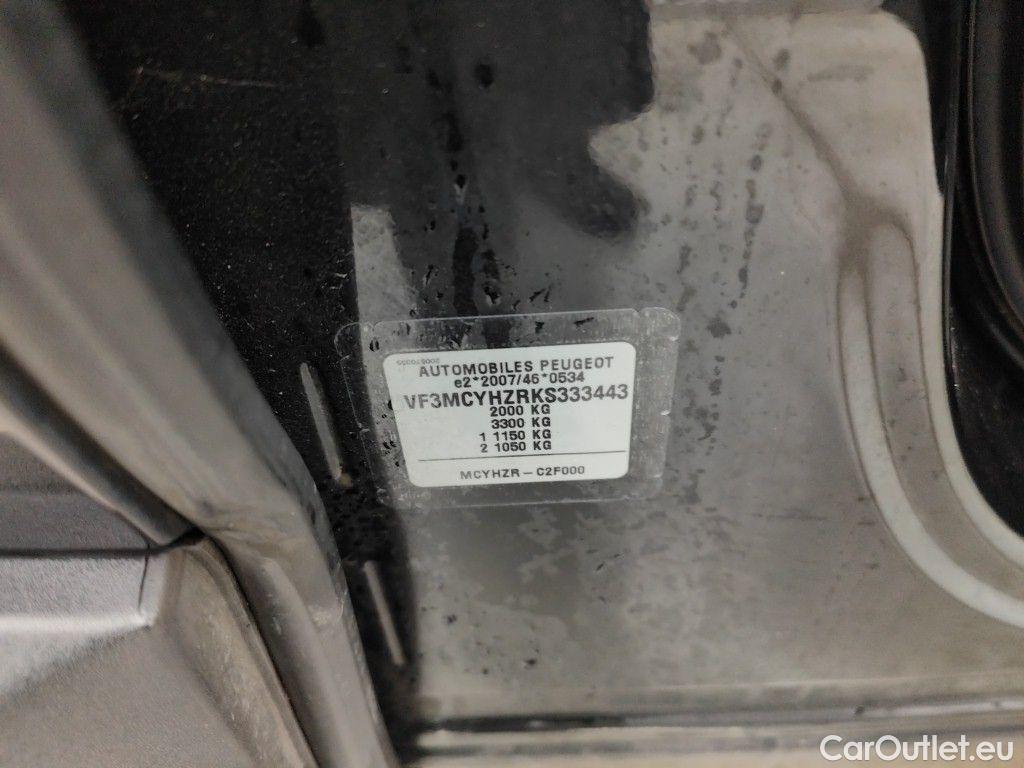 200670355
AUTOMOBILES PEUGEOT
e2*2007/46*0534
VF3MCYHZRKS333443
2000 KG
3300 KG
1 1150 KG
2 1050 KG
MCYHZR - C2F000
CarOutlet.eu